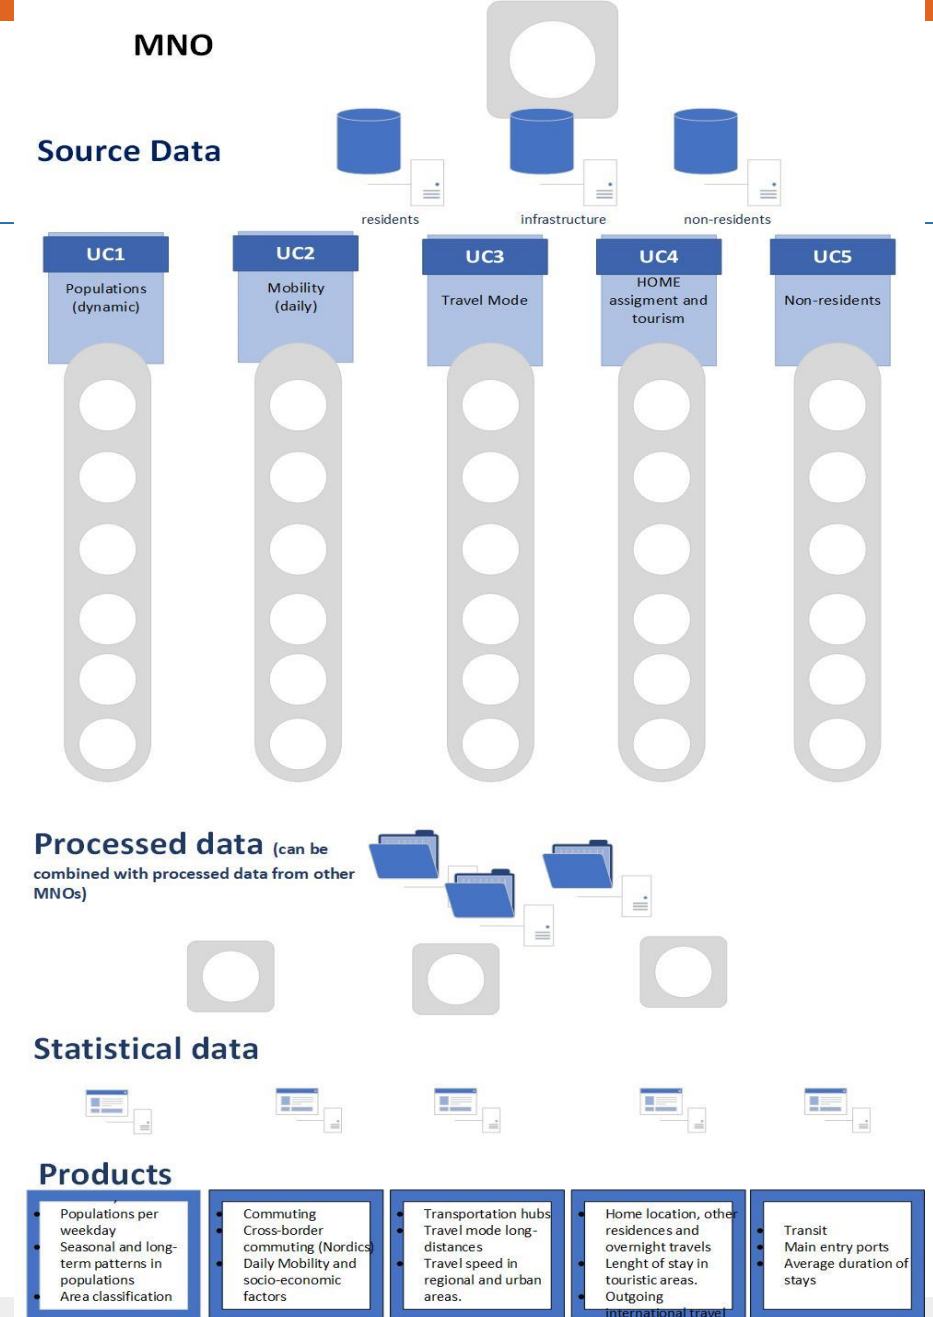 MNO
Source Data
residents
infrastructure
non-residents
UC1
Populations
(dynamic)
UC2
Mobility
(daily)
UC3
Travel Mode
UC4
HOME
assigment and
tourism
UC5
Non-residents
Processed data (can be
combined with processed data from other
MNOs)
Statistical data
Products
Populations per
weekday
Seasonal and long-
term patterns in
populations
Area classification
Commuting
Cross-border
commuting (Nordics)
Daily Mobility and
socio-economic
factors
Transportation hubs
Travel mode long-
distances
Travel speed in
regional and urban
areas.
Home location, other
residences and
overnight travels
Lenght of stay in
touristic areas.
Outgoing
international travel
Transit
Main entry ports
Average duration of
stays